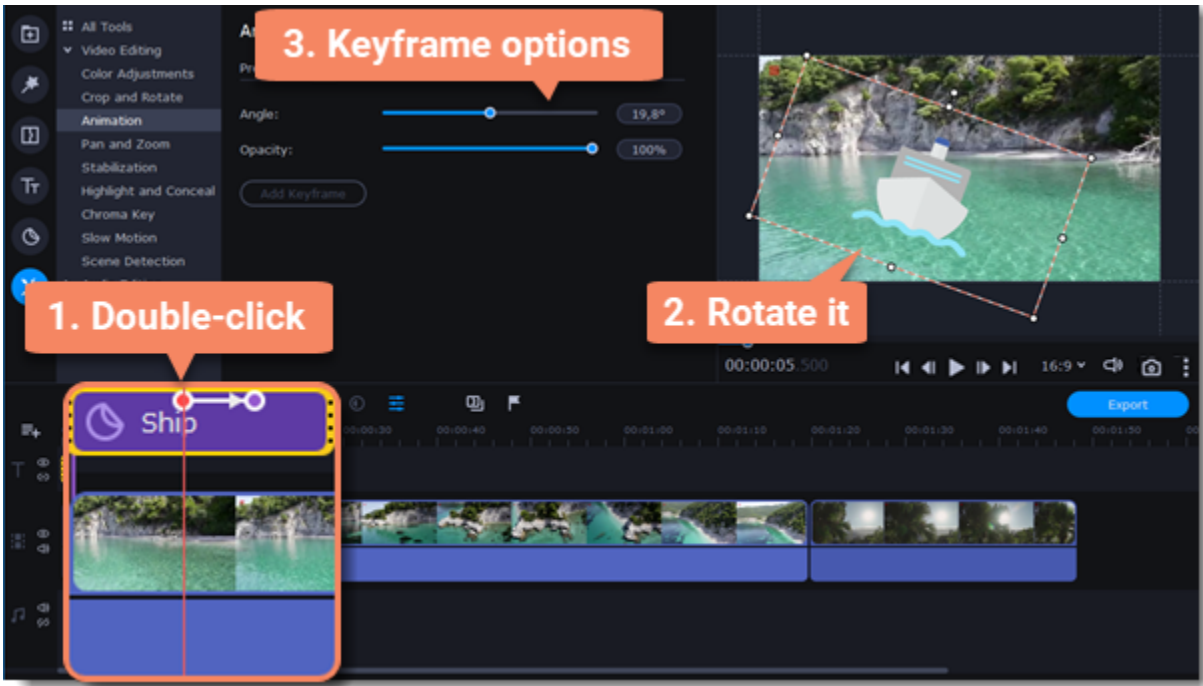 All Tools
Video Editing
Color Adjustments
Crop and Rotate
Animation
Pan and Zoom
Stabilization
Highlight and Conceal
Chroma Key
Slow Motion
Scene Detection
3. Keyframe options
Angle:
19,8°
Opacity:
100%
Add Keyframe
1. Double-click
2. Rotate it
00:00:05.500
16:9
Export
Ship
00:00:30
00:00:40
00:00:50
00:01:00
00:01:10
00:01:20
00:01:30
00:01:40
00:01:50